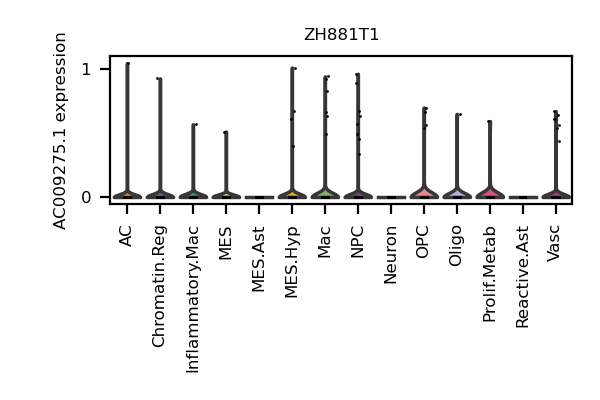 ZH881T1
AC009275.1 expression
1
0
AC
Chromatin.Reg
Inflammatory.Mac
MES
MES.Ast
MES.Hyp
Mac
NPC
Neuron
OPC
Oligo
Prolif.Metab
Reactive.Ast
Vasc